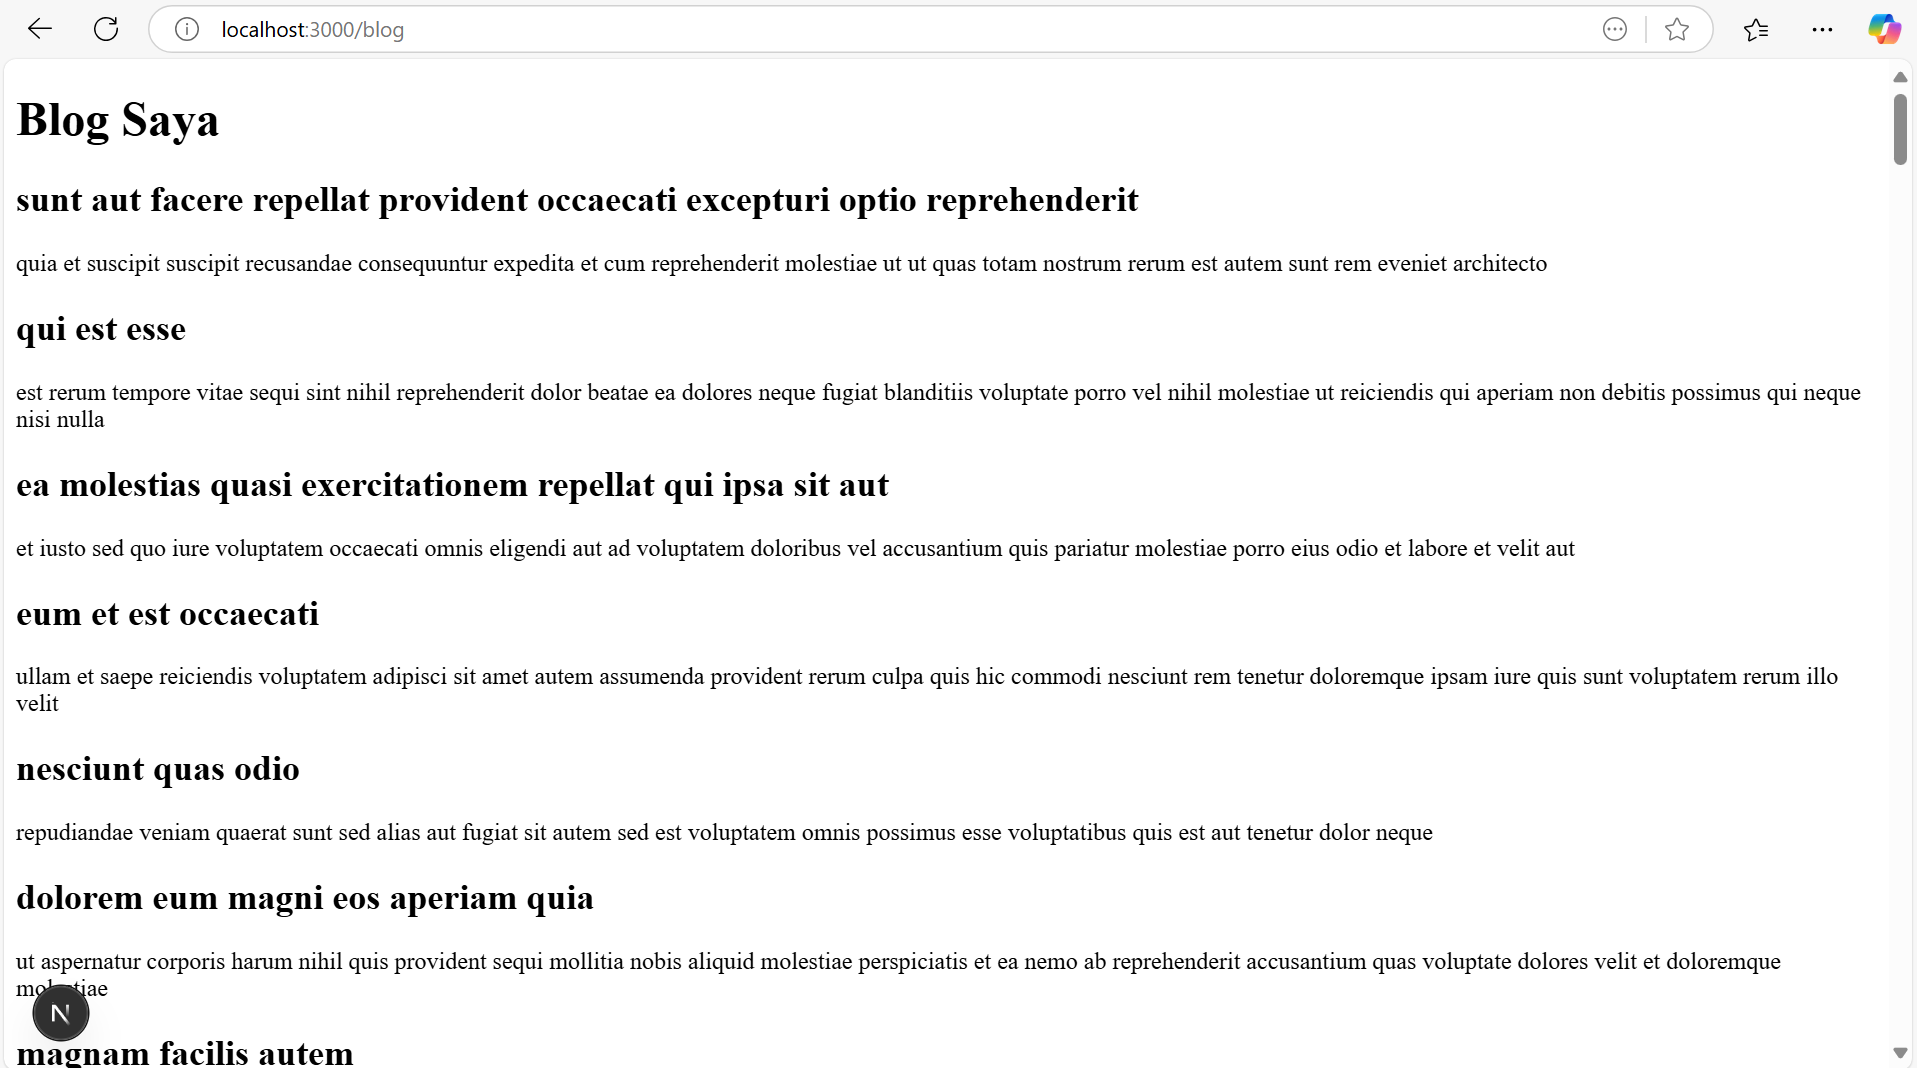 localhost:3000/blog
Blog Saya
sunt aut facere repellat provident occaecati excepturi optio reprehenderit
quia et suscipit suscipit recusandae consequuntur expedita et cum reprehenderit molestiae ut ut quas totam nostrum rerum est autem sunt rem eveniet architecto
qui est esse
est rerum tempore vitae sequi sint nihil reprehenderit dolor beatae ea dolores neque fugiat blanditiis voluptate porro vel nihil molestiae ut reiciendis qui aperiam non debitis possimus qui neque
nisi nulla
ea molestias quasi exercitationem repellat qui ipsa sit aut
et iusto sed quo iure voluptatem occaecati omnis eligendi aut ad voluptatem doloribus vel accusantium quis pariatur molestiae porro eius odio et labore et velit aut
eum et est occaecati
ullam et saepe reiciendis voluptatem adipisci sit amet autem assumenda provident rerum culpa quis hic commodi nesciunt rem tenetur doloremque ipsam iure quis sunt voluptatem rerum illo
velit
nesciunt quas odio
repudiandae veniam quaerat sunt sed alias aut fugiat sit autem sed est voluptatem omnis possimus esse voluptatibus quis est aut tenetur dolor neque
dolorem eum magni eos aperiam quia
ut aspernatur corporis harum nihil quis provident sequi mollitia nobis aliquid molestiae perspiciatis et ea nemo ab reprehenderit accusantium quas voluptate dolores velit et doloremque
molestiae
N
magnam facilis autem